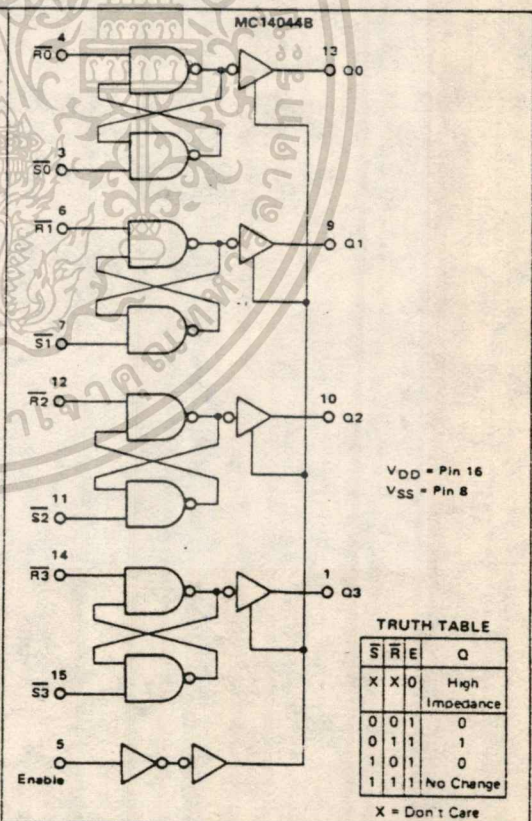 MC14044B
4
R0
3
S0
13
Q0
6
R1
7
S1
9
Q1
12
R2
11
S2
10
Q2
14
R3
15
S3
1
Q3
5
Enable
VDD = Pin 16
VSS = Pin 8
TRUTH TABLE
S R E Q
X X 0 High Impedance
0 0 1 0
0 1 1 1
1 0 1 0
1 1 1 No Change
X = Don't Care